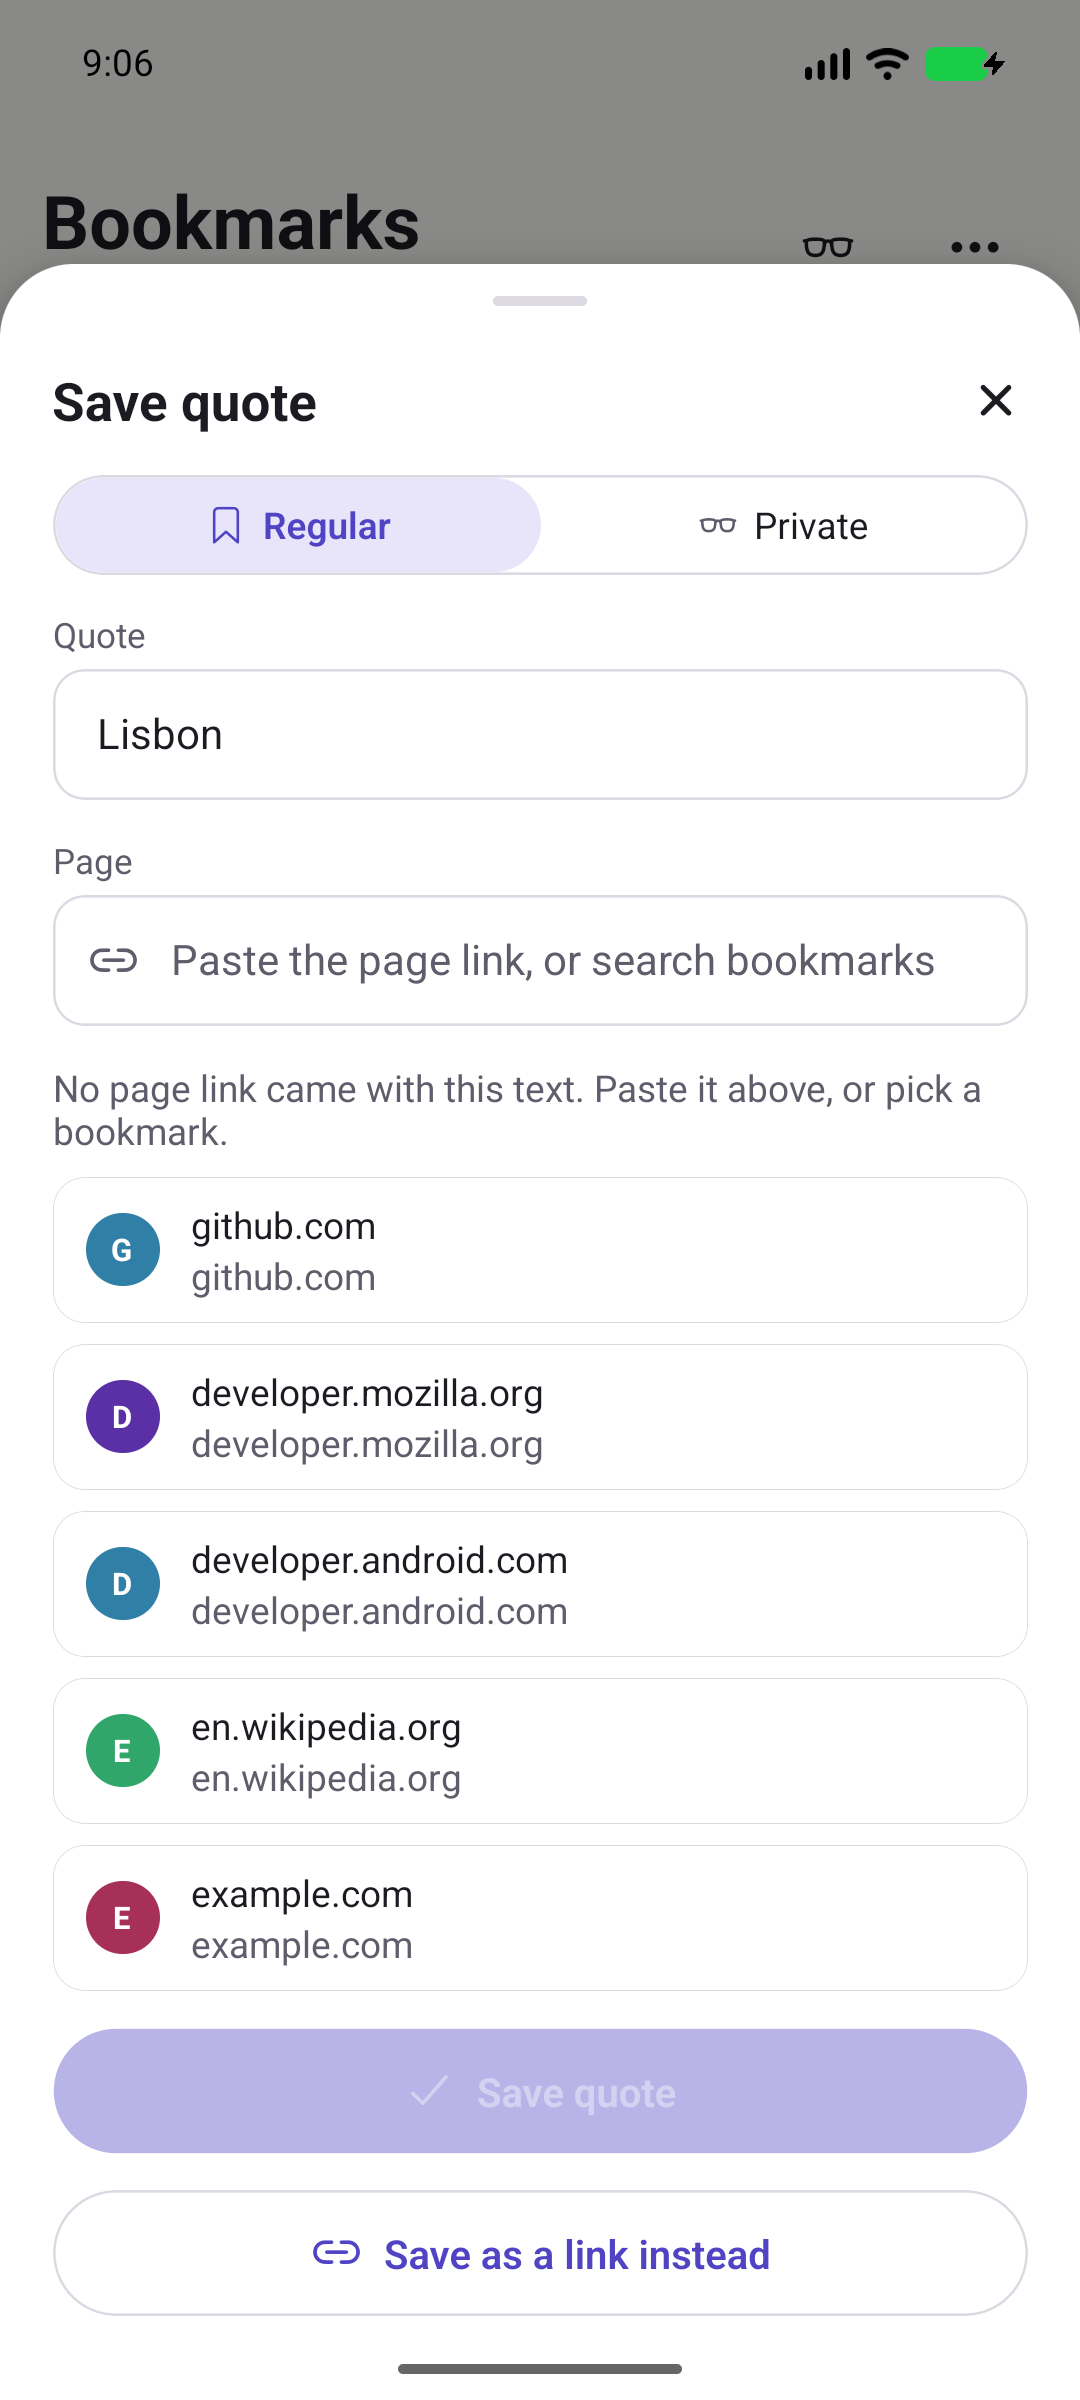 9:06
Bookmarks
Save quote
Regular
Private
Quote
Lisbon
Page
Paste the page link, or search bookmarks
No page link came with this text. Paste it above, or pick a
bookmark.
G
github.com
github.com
D
developer.mozilla.org
developer.mozilla.org
D
developer.android.com
developer.android.com
E
en.wikipedia.org
en.wikipedia.org
E
example.com
example.com
Save quote
Save as a link instead